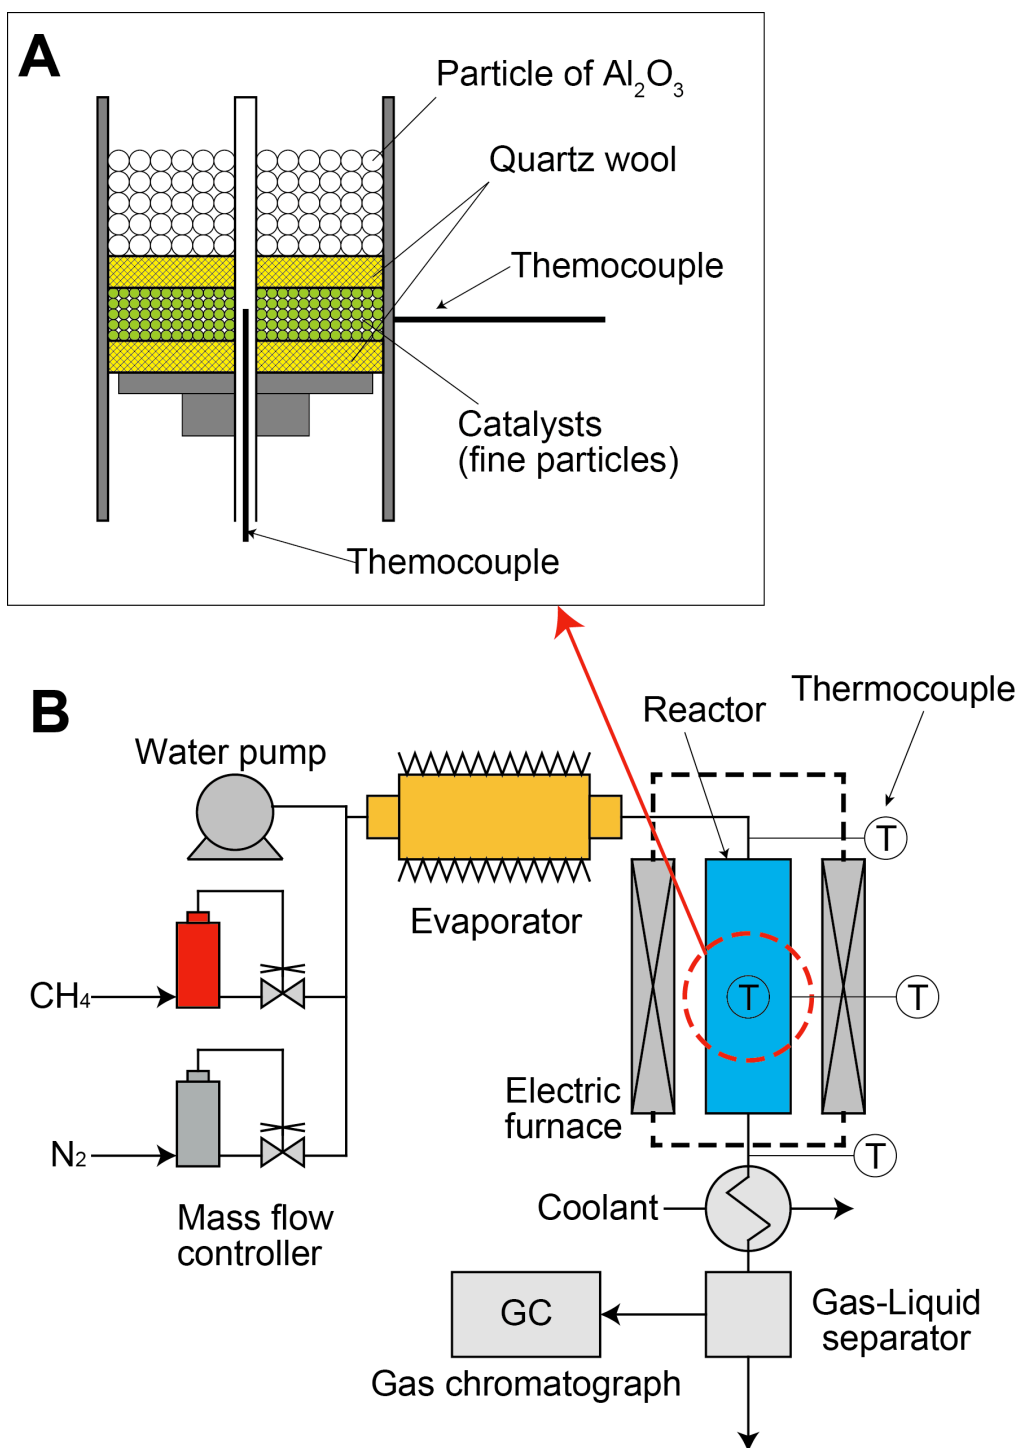 A
Particle of Al₂O₃
Quartz wool
Themocouple
Catalysts
(fine particles)
Themocouple
B
Thermocouple
Reactor
Water pump
T
Evaporator
CH₄
T
T
Electric
furnace
N₂
T
Coolant
Mass flow
controller
GC
Gas-Liquid
separator
Gas chromatograph